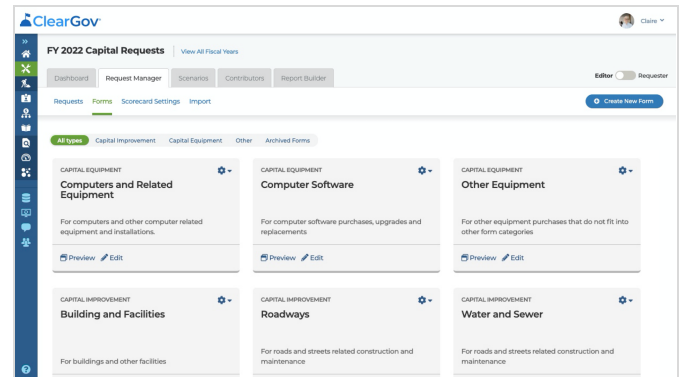 ClearGov
Claire
FY 2022 Capital Requests
View All Fiscal Years
Dashboard
Request Manager
Scenarios
Contributors
Report Builder
Editor
Requester
Requests
Forms
Scorecard Settings
Import
Create New Form
All types
Capital Improvement
Capital Equipment
Other
Archived Forms
CAPITAL EQUIPMENT
Computers and Related
Equipment
For computers and other computer related
equipment and installations.
Preview
Edit
CAPITAL EQUIPMENT
Computer Software
For computer software purchases, upgrades and
replacements
Preview
Edit
CAPITAL EQUIPMENT
Other Equipment
For other equipment purchases that do not fit into
other form categories
Preview
Edit
CAPITAL IMPROVEMENT
Building and Facilities
For buildings and other facilities
CAPITAL IMPROVEMENT
Roadways
For roads and streets related construction and
maintenance
CAPITAL IMPROVEMENT
Water and Sewer
For roads and streets related construction and
maintenance